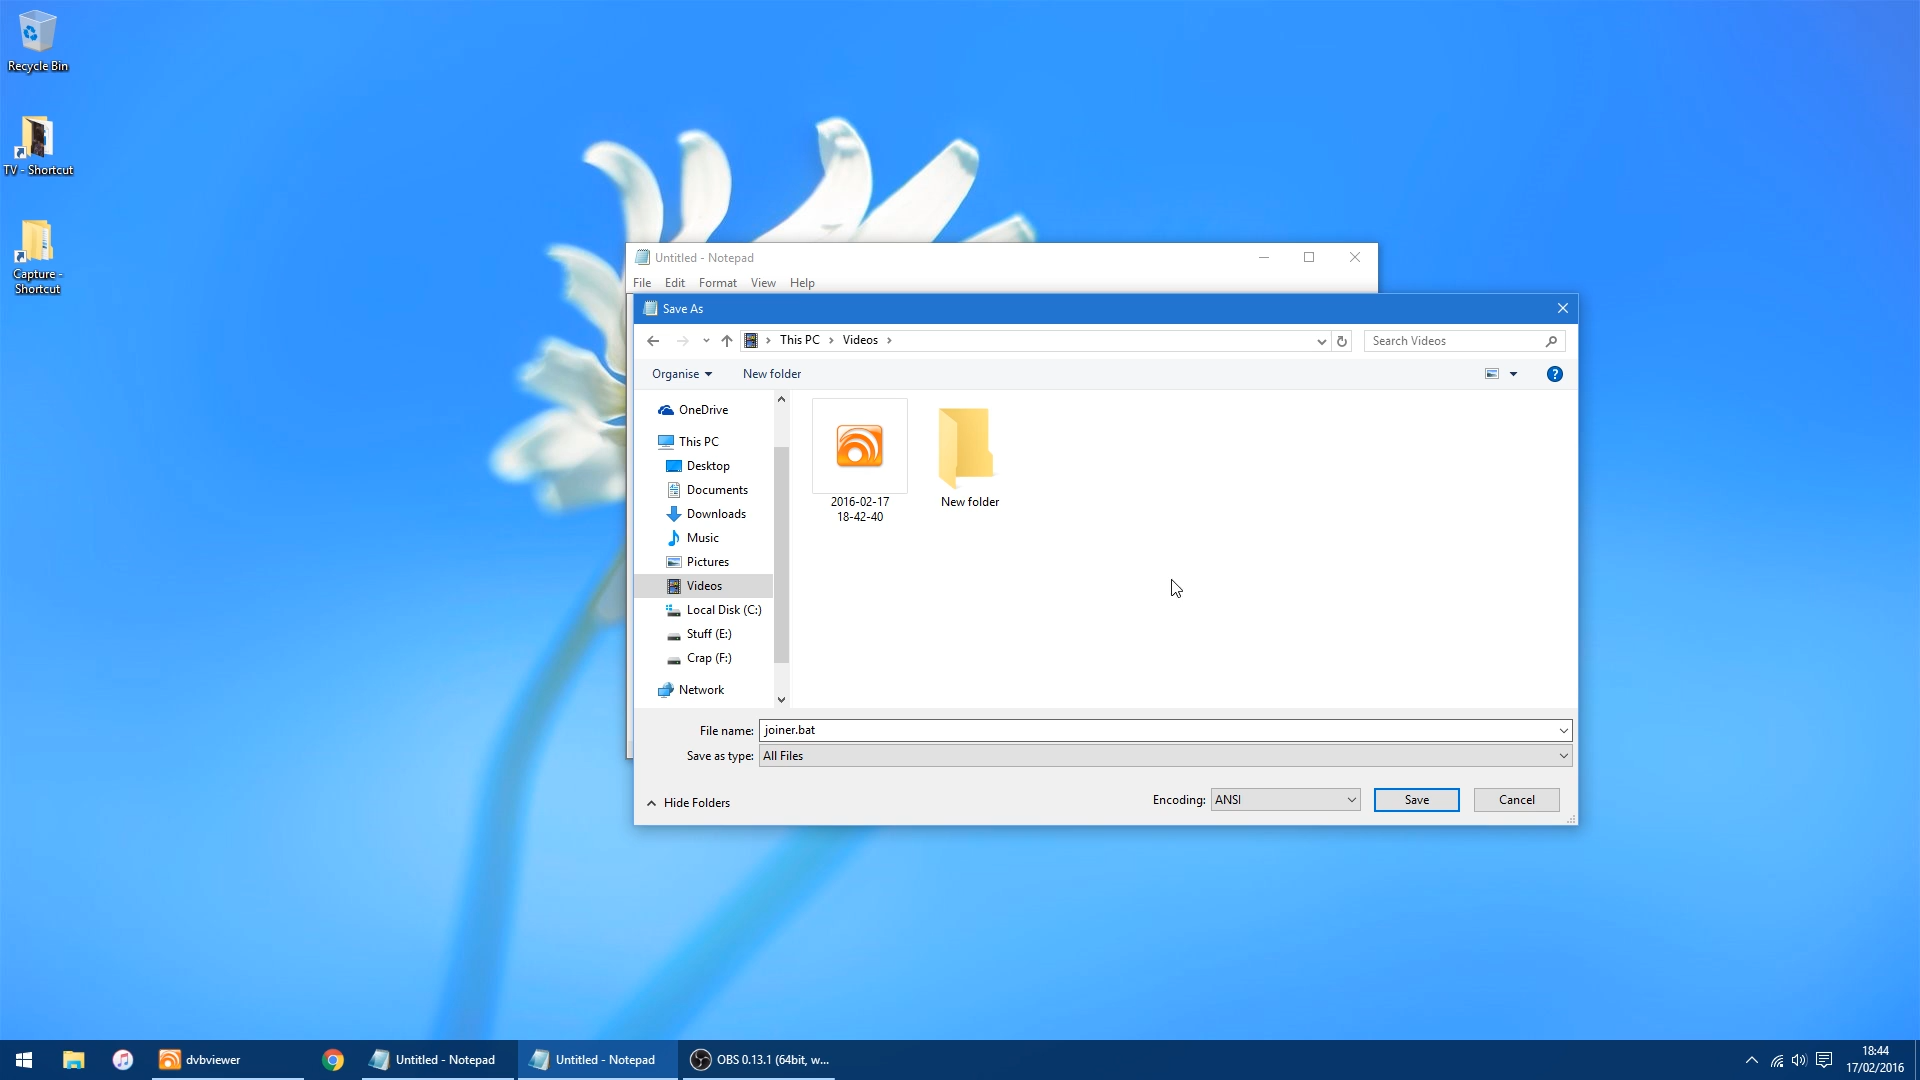 Recycle Bin
TV - Shortcut
Capture -
Shortcut
Untitled - Notepad
File Edit Format View Help
Save As
This PC Videos
Search Videos
Organise New folder
OneDrive
This PC
Desktop
Documents
Downloads
Music
Pictures
Videos
Local Disk (C:)
Stuff (E:)
Crap (F:)
Network
2016-02-17
18-42-40
New folder
File name: joiner.bat
Save as type: All Files
Hide Folders
Encoding: ANSI Save Cancel
dvbviewer
Untitled - Notepad
Untitled - Notepad
OBS 0.13.1 (64bit, w...
18:44
17/02/2016